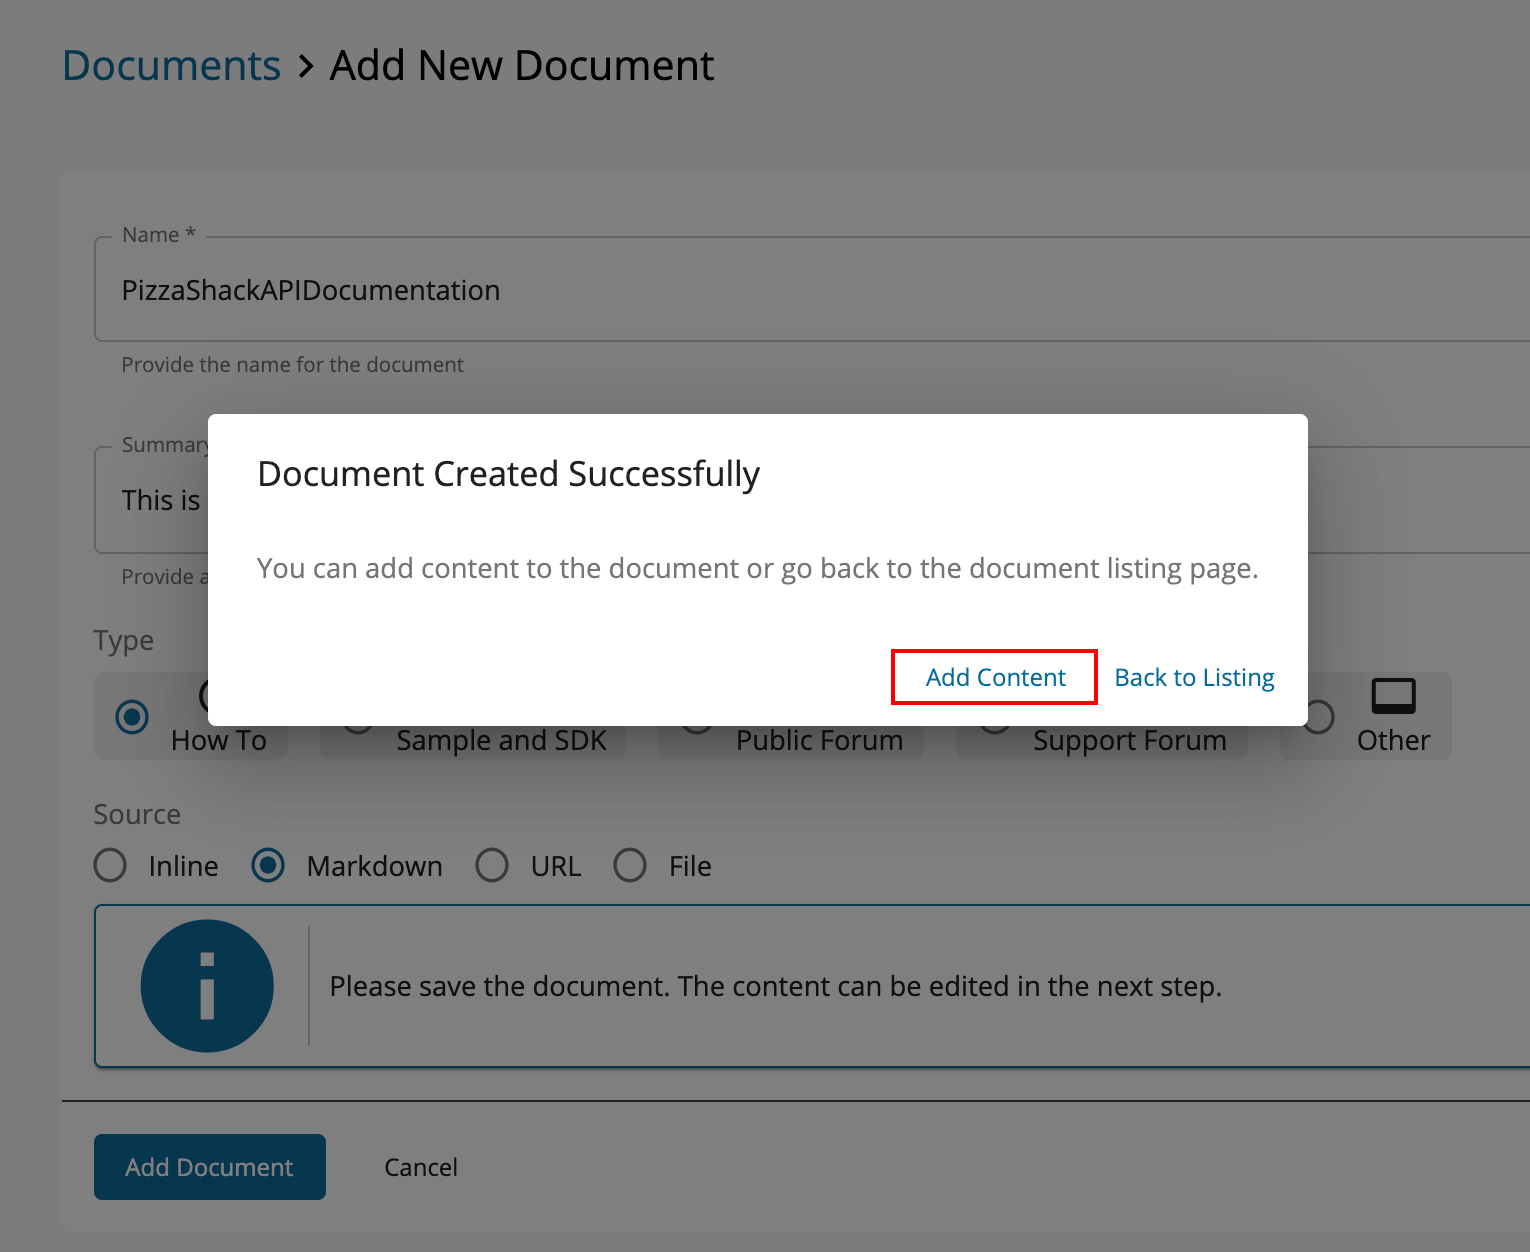 Documents > Add New Document
Name *
PizzaShackAPIDocumentation
Provide the name for the document
Summary
This is
Provide a
Document Created Successfully
You can add content to the document or go back to the document listing page.
Add Content Back to Listing
Type
How To Sample and SDK Public Forum Support Forum Other
Source
Inline Markdown URL File
Please save the document. The content can be edited in the next step.
Add Document Cancel